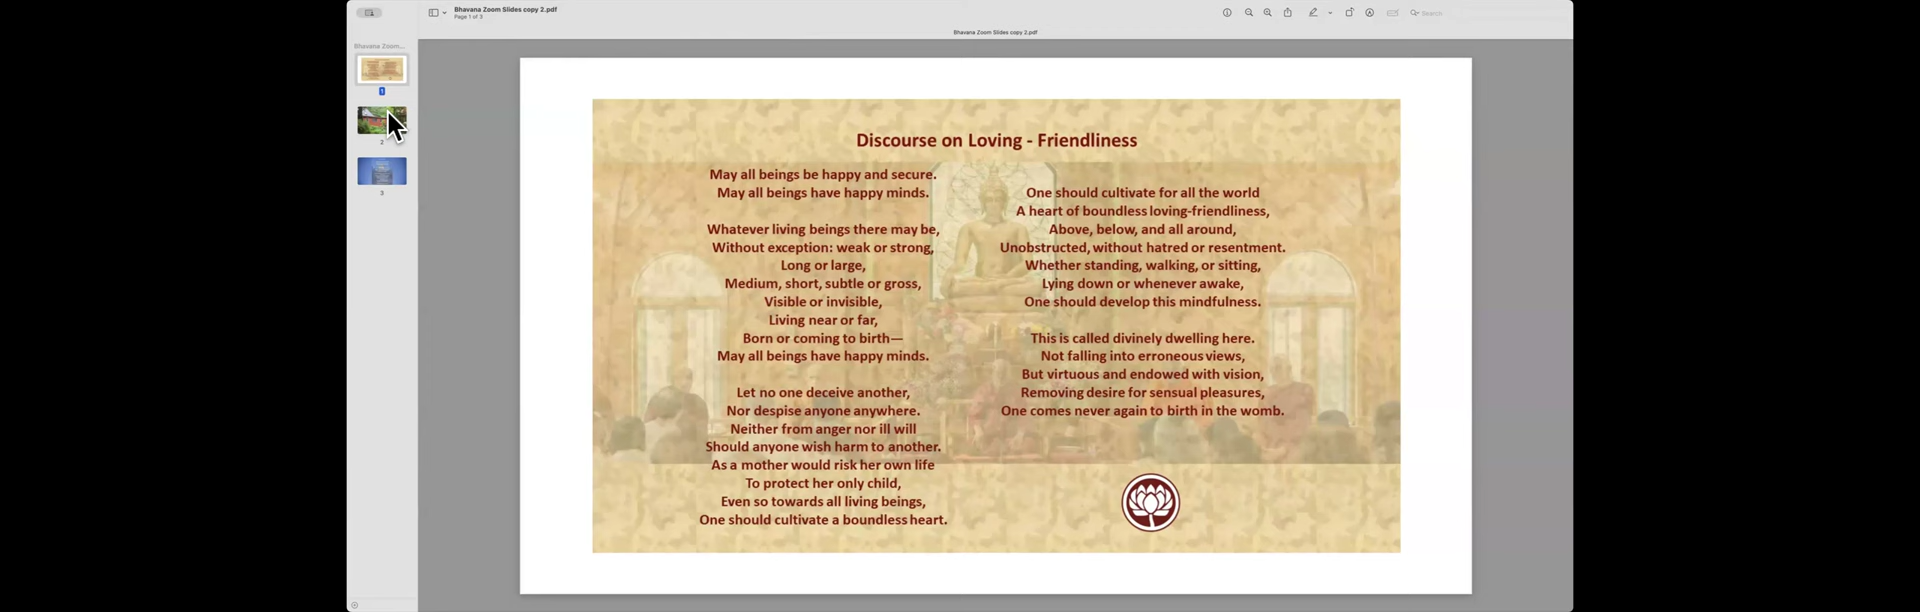 Bhavana Zoom Slides copy 2.pdf
Page 1 of 3
Search
Bhavana Zoom Slides copy 2.pdf
Bhavana Zoom...
1
2
3
Discourse on Loving - Friendliness
May all beings be happy and secure.
May all beings have happy minds.
Whatever living beings there may be,
Without exception: weak or strong,
Long or large,
Medium, short, subtle or gross,
Visible or invisible,
Living near or far,
Born or coming to birth—
May all beings have happy minds.
Let no one deceive another,
Nor despise anyone anywhere.
Neither from anger nor ill will
Should anyone wish harm to another.
As a mother would risk her own life
To protect her only child,
Even so towards all living beings,
One should cultivate a boundless heart.
One should cultivate for all the world
A heart of boundless loving-friendliness,
Above, below, and all around,
Unobstructed, without hatred or resentment.
Whether standing, walking, or sitting,
Lying down or whenever awake,
One should develop this mindfulness.
This is called divinely dwelling here.
Not falling into erroneous views,
But virtuous and endowed with vision,
Removing desire for sensual pleasures,
One comes never again to birth in the womb.